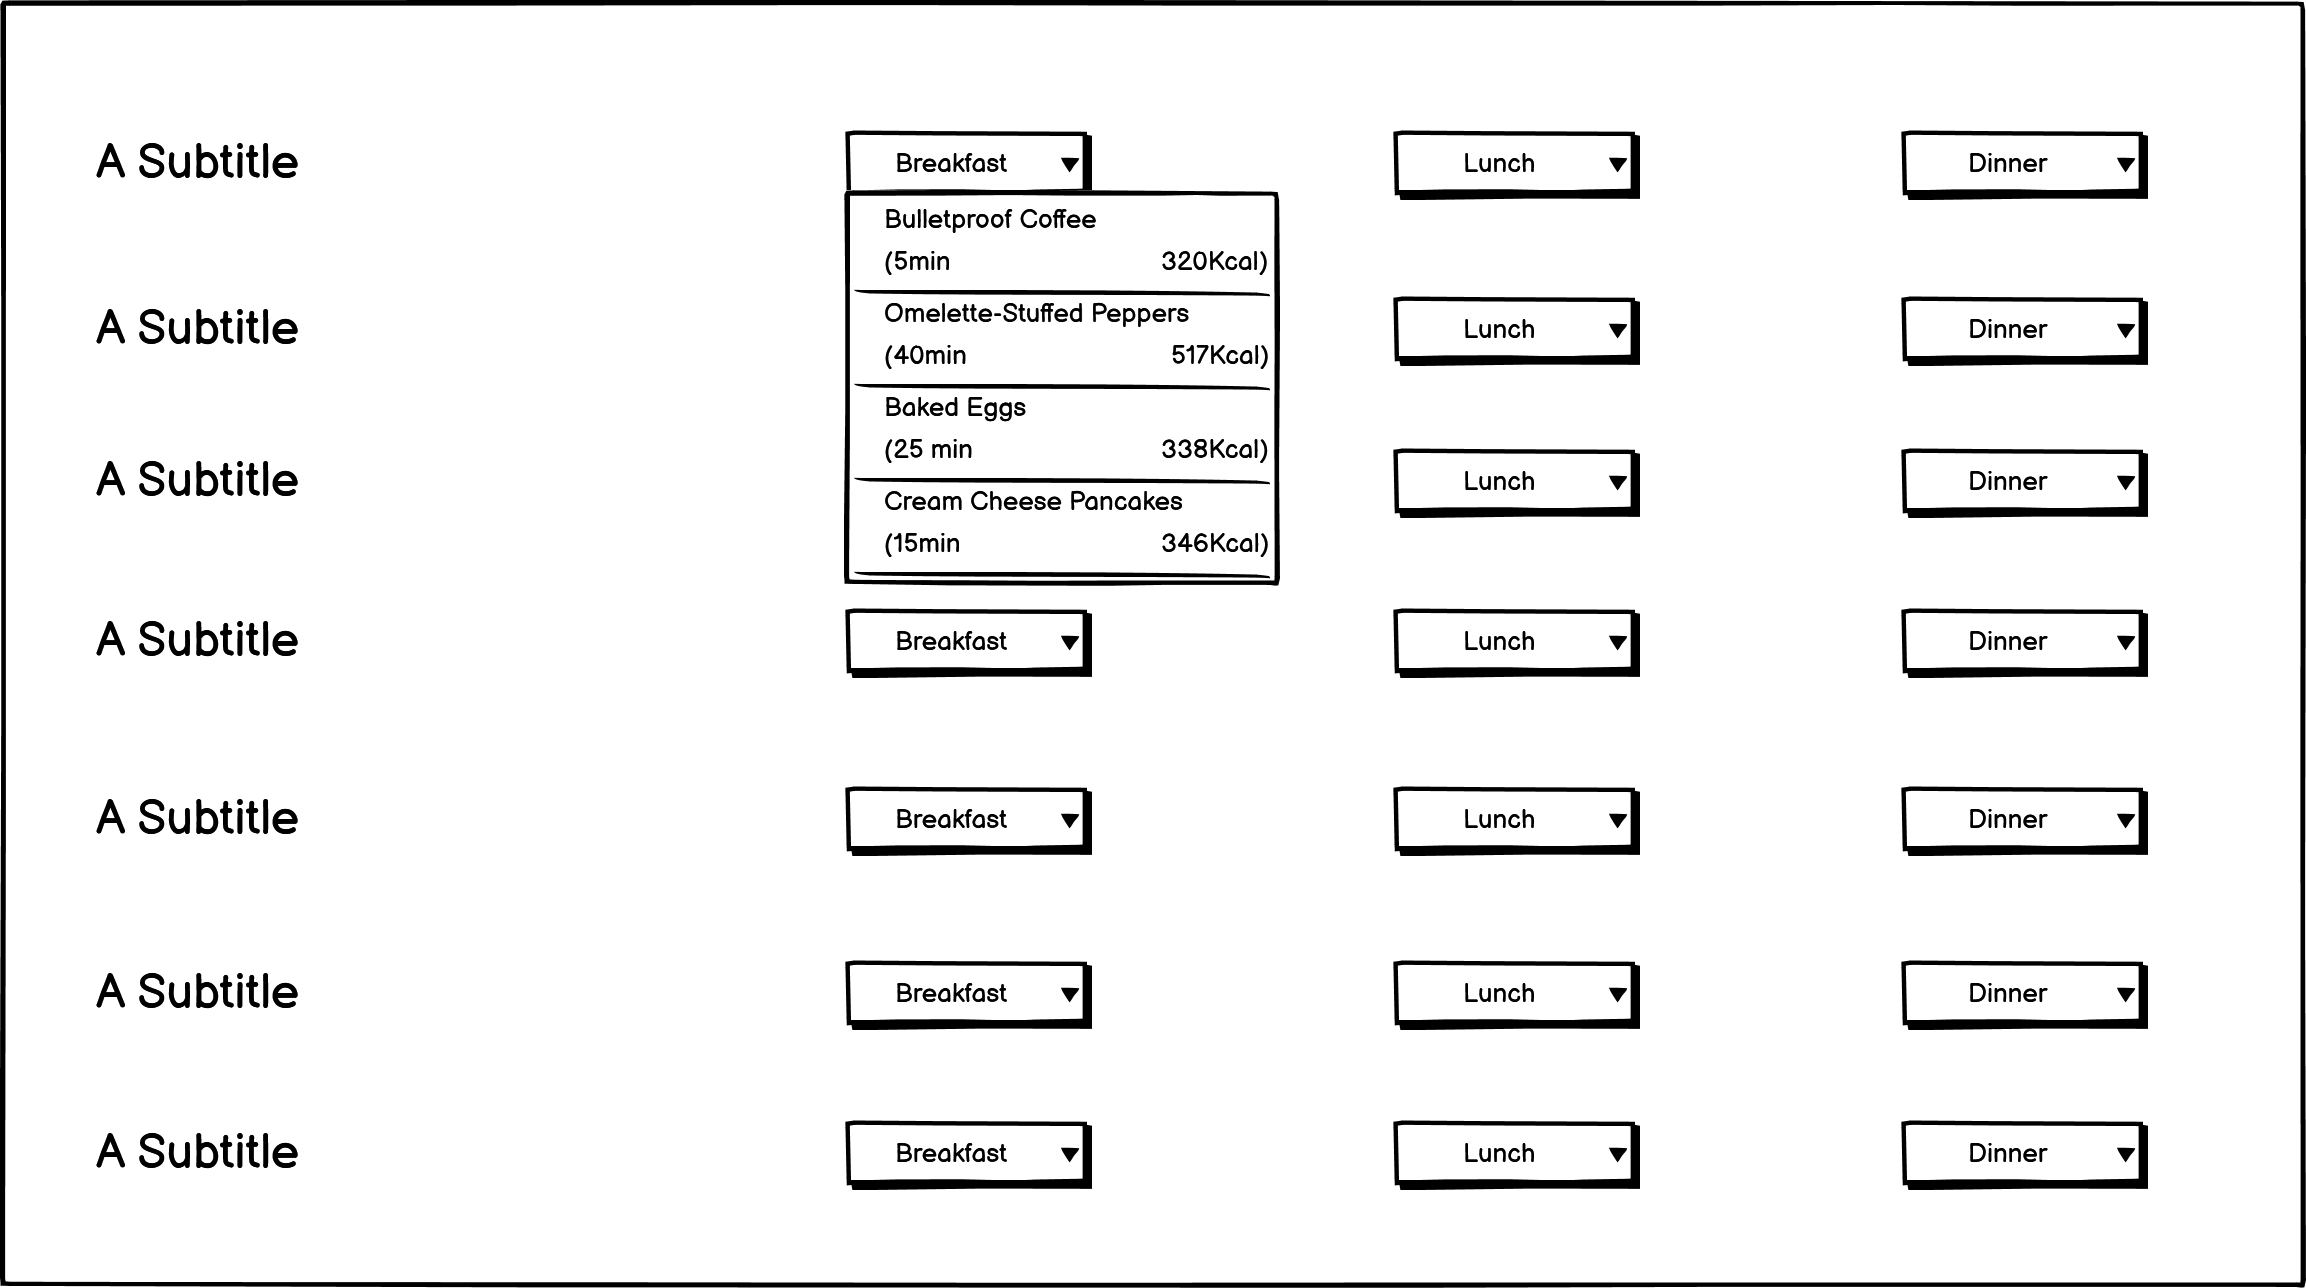 A Subtitle
Breakfast
Lunch
Dinner
Bulletproof Coffee
(5min 320Kcal)
Omelette-Stuffed Peppers
(40min 517Kcal)
Baked Eggs
(25 min 338Kcal)
Cream Cheese Pancakes
(15min 346Kcal)
A Subtitle
Lunch
Dinner
A Subtitle
Lunch
Dinner
A Subtitle
Breakfast
Lunch
Dinner
A Subtitle
Breakfast
Lunch
Dinner
A Subtitle
Breakfast
Lunch
Dinner
A Subtitle
Breakfast
Lunch
Dinner